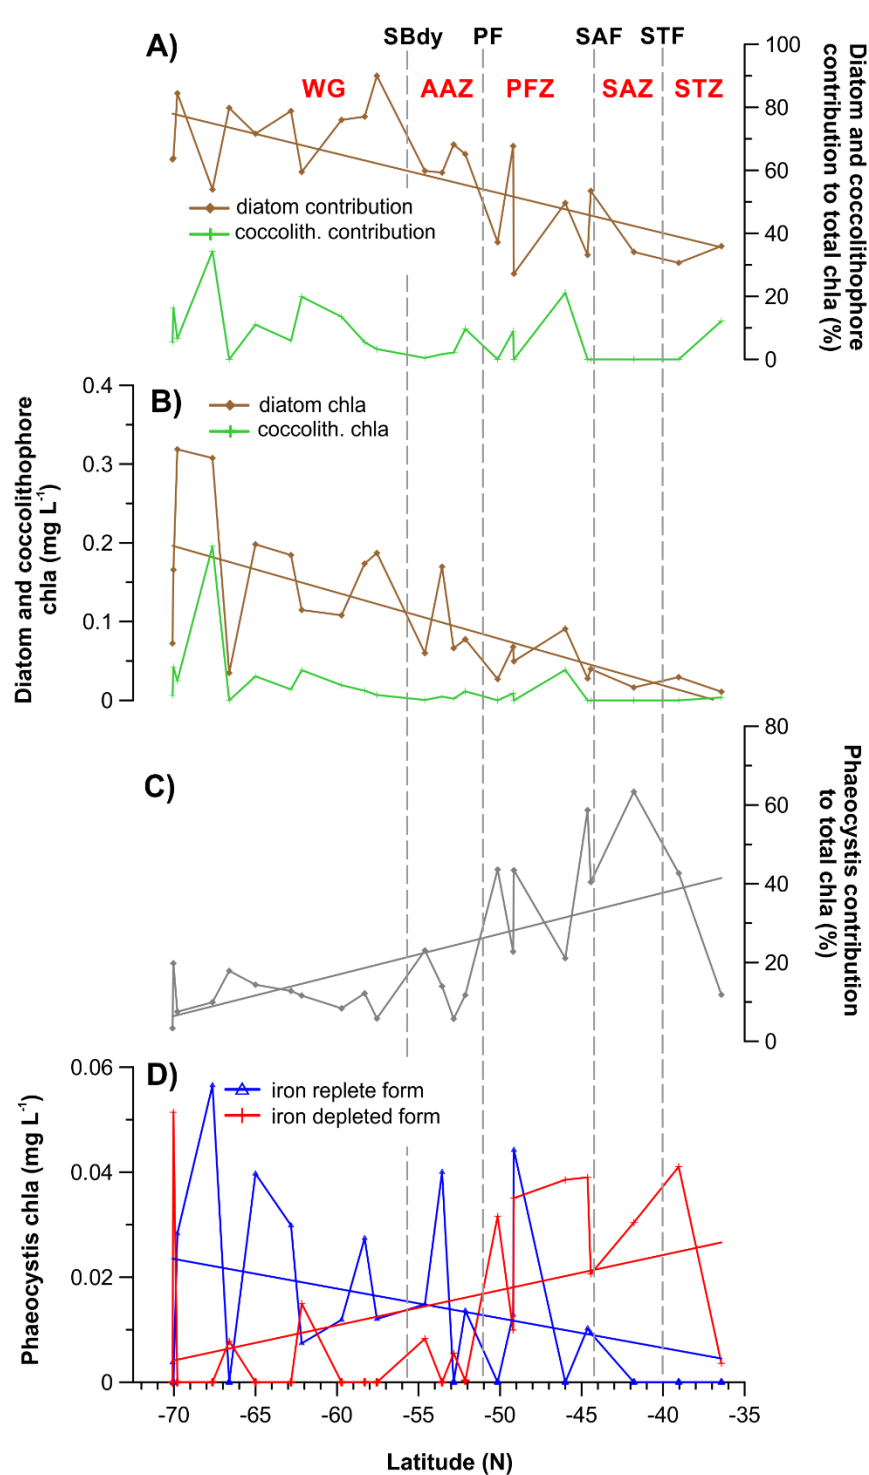 SBdy PF SAF STF
A)
WG AAZ PFZ SAZ STZ
100
80
60
40
20
0
Diatom and coccolithophore
contribution to total chla (%)
diatom contribution
coccolith. contribution
B)
0.4
0.3
0.2
0.1
0
Diatom and coccolithophore
chla (mg L-1)
diatom chla
coccolith. chla
C)
80
60
40
20
0
Phaeocystis contribution
to total chla (%)
D)
0.06
0.04
0.02
0
Phaeocystis chla (mg L-1)
iron replete form
iron depleted form
-70 -65 -60 -55 -50 -45 -40 -35
Latitude (N)